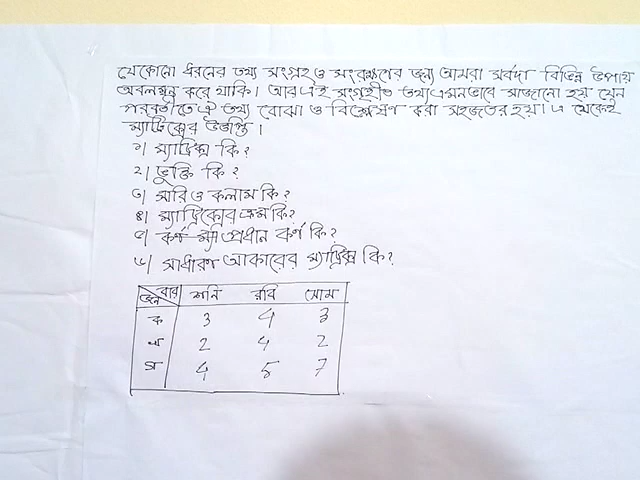 যেকোনো ধরনের তথ্য সংগ্রহ ও সংরক্ষণের জন্য আমরা সর্বদা বিভিন্ন উপায়
অবলম্বন করে থাকি। আর এই সংগৃহীত তথ্য এমনভাবে সাজানো হয় যেন
পরবর্তীতে ঐ তথ্য বোঝা ও বিশ্লেষণ করা সহজতর হয়। এ থেকেই
ম্যাট্রিক্সের উৎপত্তি।
১। ম্যাট্রিক্স কি?
২। ভুক্তি কি?
৩। সারি ও কলাম কি?
৪। ম্যাট্রিক্সের ক্রম কি?
৫। কর্ণ ম্যা প্রধান কর্ণ কি?
৬। সাধারণ আকারের ম্যাট্রিক্স কি?
বার শনি রবি সোম
জন
ক 3 4 3
খ 2 4 2
গ 4 5 7